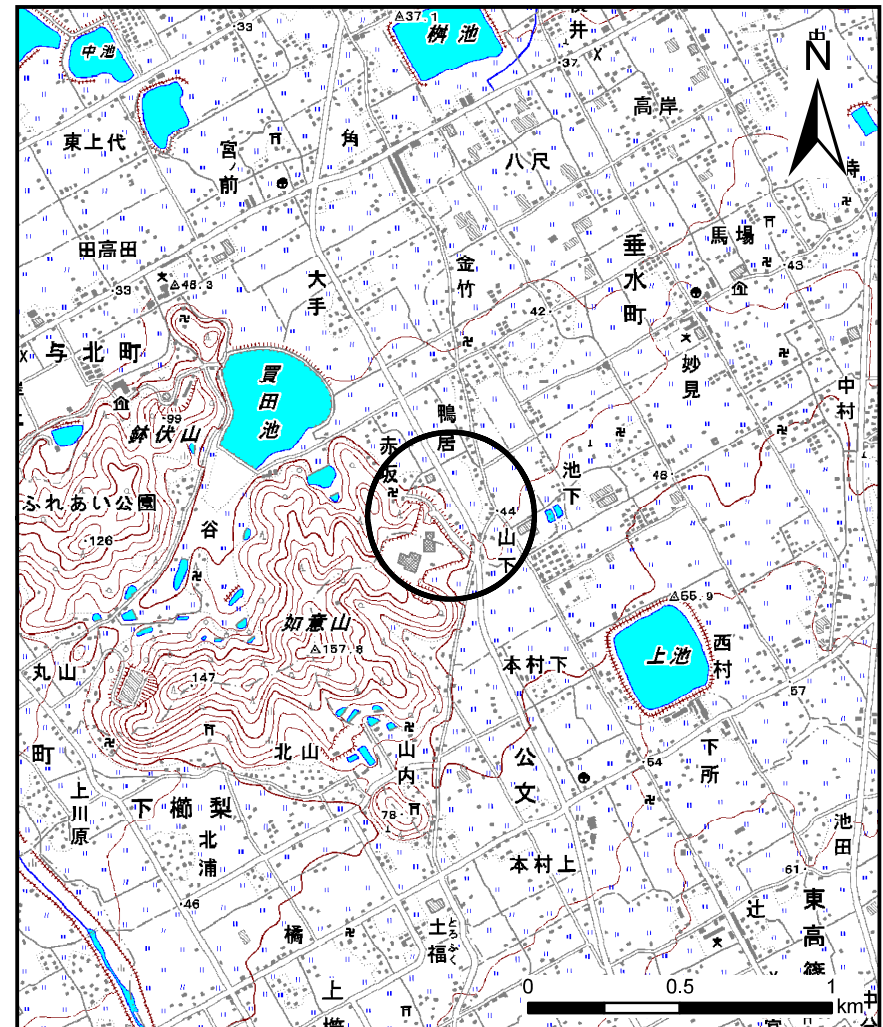 37.1
33
中池
桝池
井
37
N
高岸
東上代
宮ノ前
角
八尺
田高田
大手
金竹
垂水町
馬場
43
33
48.3
42
与北町
買田池
妙見
中村
鴨居
99
鉢伏山
赤坂
池下
48
ふれあい公園
126
谷
44
山下
55.9
如意山
157.8
上池
西村
丸山
147
本村下
57
町
北山
山内
公文
54
下所
上川原
下櫛梨
78
北浦
本村上
池田
61
46
橘
土福
とろふく
辻
東高篠
上櫛
0 0.5 1
km